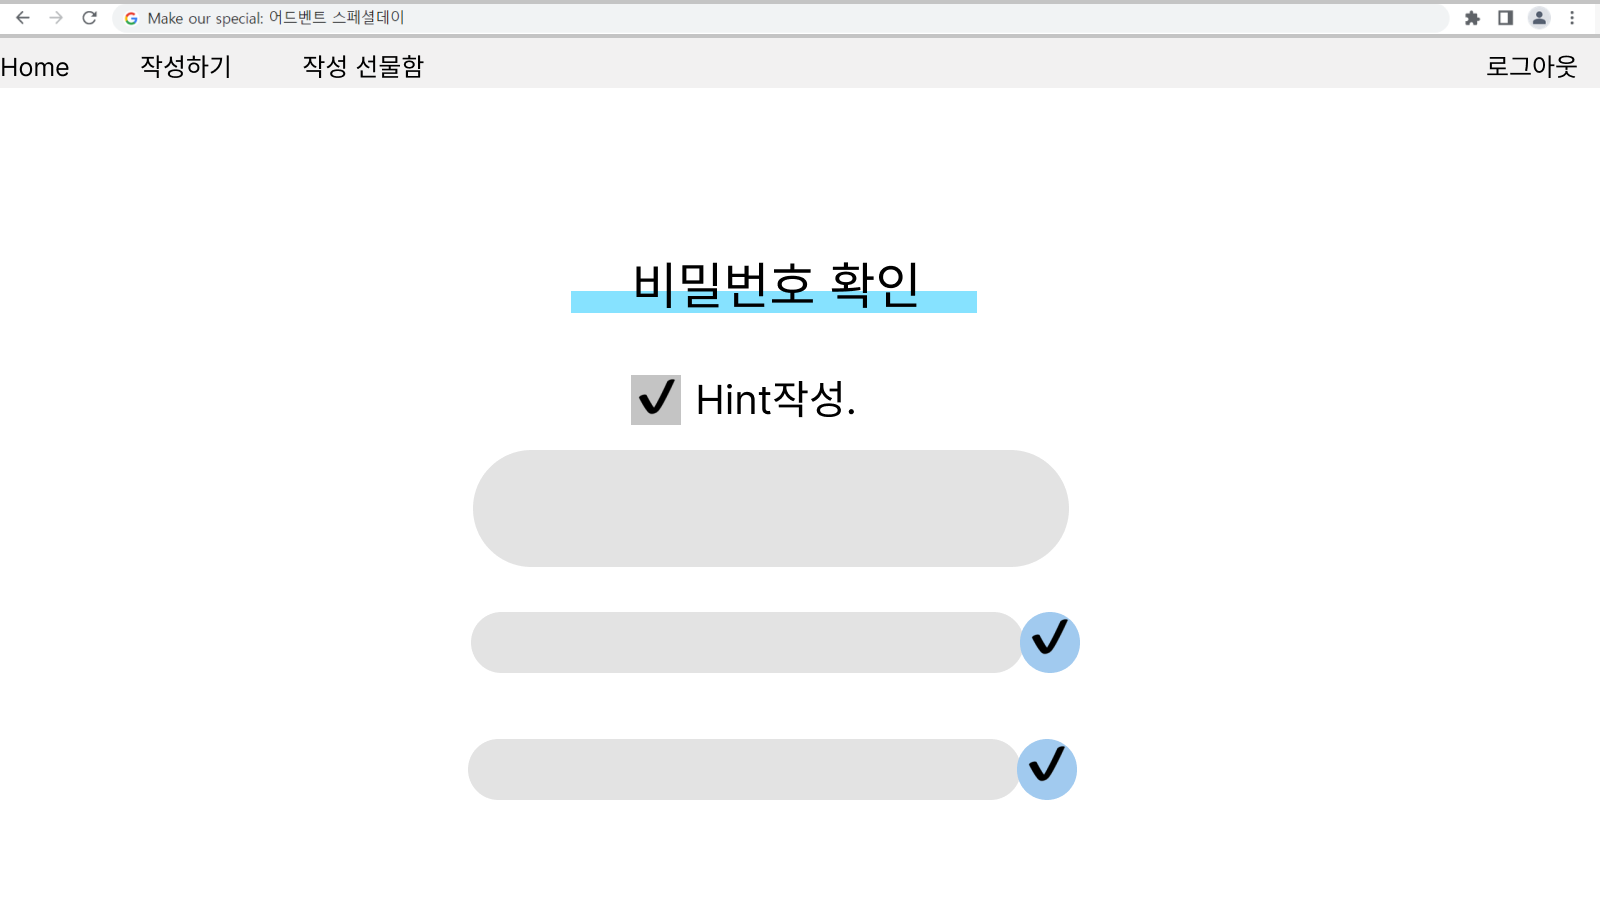 Make our special: 어드벤트 스페셜데이
Home 작성하기 작성 선물함 로그아웃
비밀번호 확인
✔ Hint작성.
✔
✔